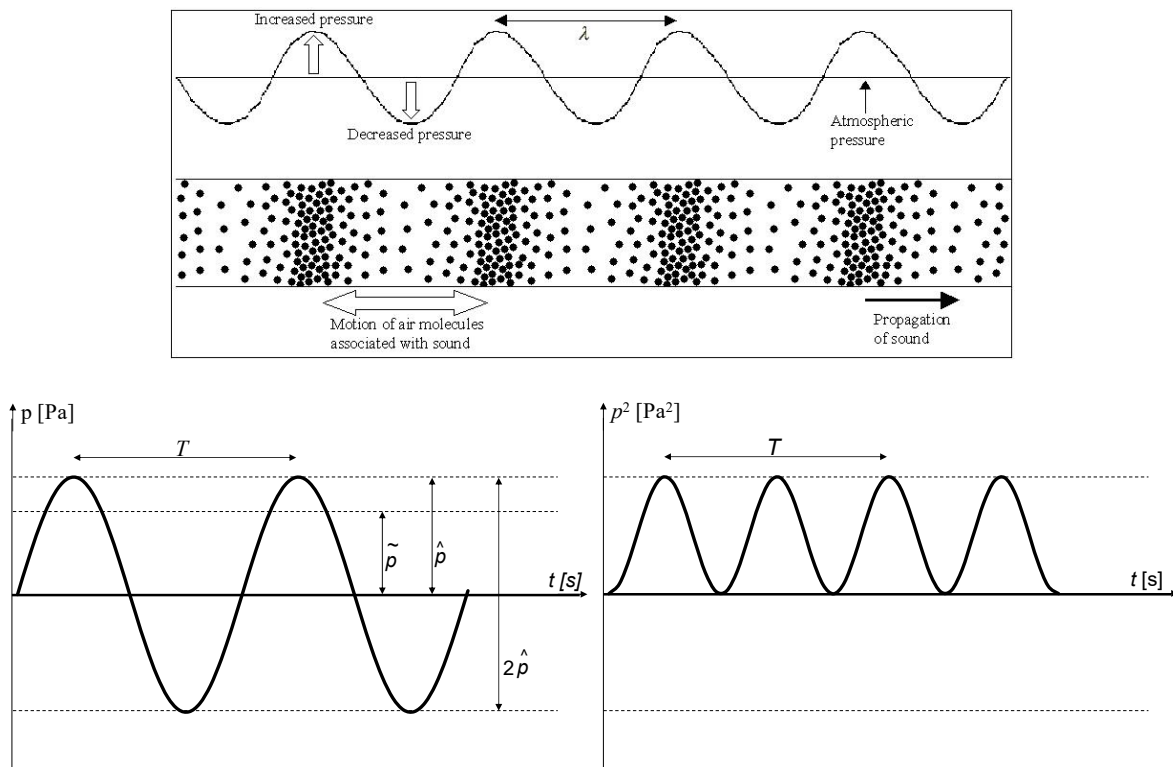 Increased pressure
λ
Decreased pressure
Atmospheric
pressure
Motion of air molecules
associated with sound
Propagation
of sound
p [Pa]
T
p̃
p̂
2 p̂
t [s]
p² [Pa²]
T
t [s]